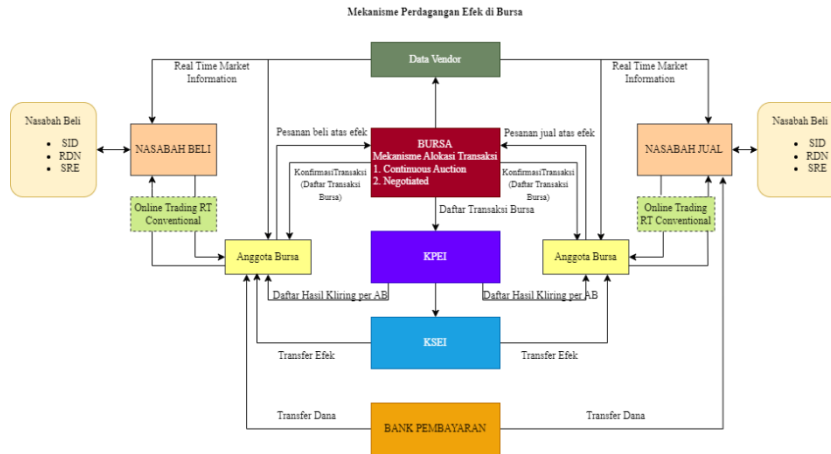 Mekanisme Perdagangan Efek di Bursa
Data Vendor
Real Time Market
Information
Real Time Market
Information
Nasabah Beli
SID
RDN
SRE
NASABAH BELI
Pesanan beli atas efek
BURSA
Mekanisme Alokasi Transaksi
1. Contimous Auction
2. Negotiated
Pesanan jual atas efek
NASABAH JUAL
Nasabah Beli
SID
RDN
SRE
KonfirmasiTransaksi
(Daftar Transaksi
Bursa)
KonfirmasiTransaksi
(Daftar Transaksi
Bursa)
Online Trading RT
Conventional
Online Trading
RT Conventional
Daftar Transaksi Bursa
Anggota Bursa
KPEI
Anggota Bursa
Daftar Hasil Kliring per AB
Daftar Hasil Kliring per AB
KSEI
Transfer Efek
Transfer Efek
Transfer Dana
BANK PEMBAYARAN
Transfer Dana